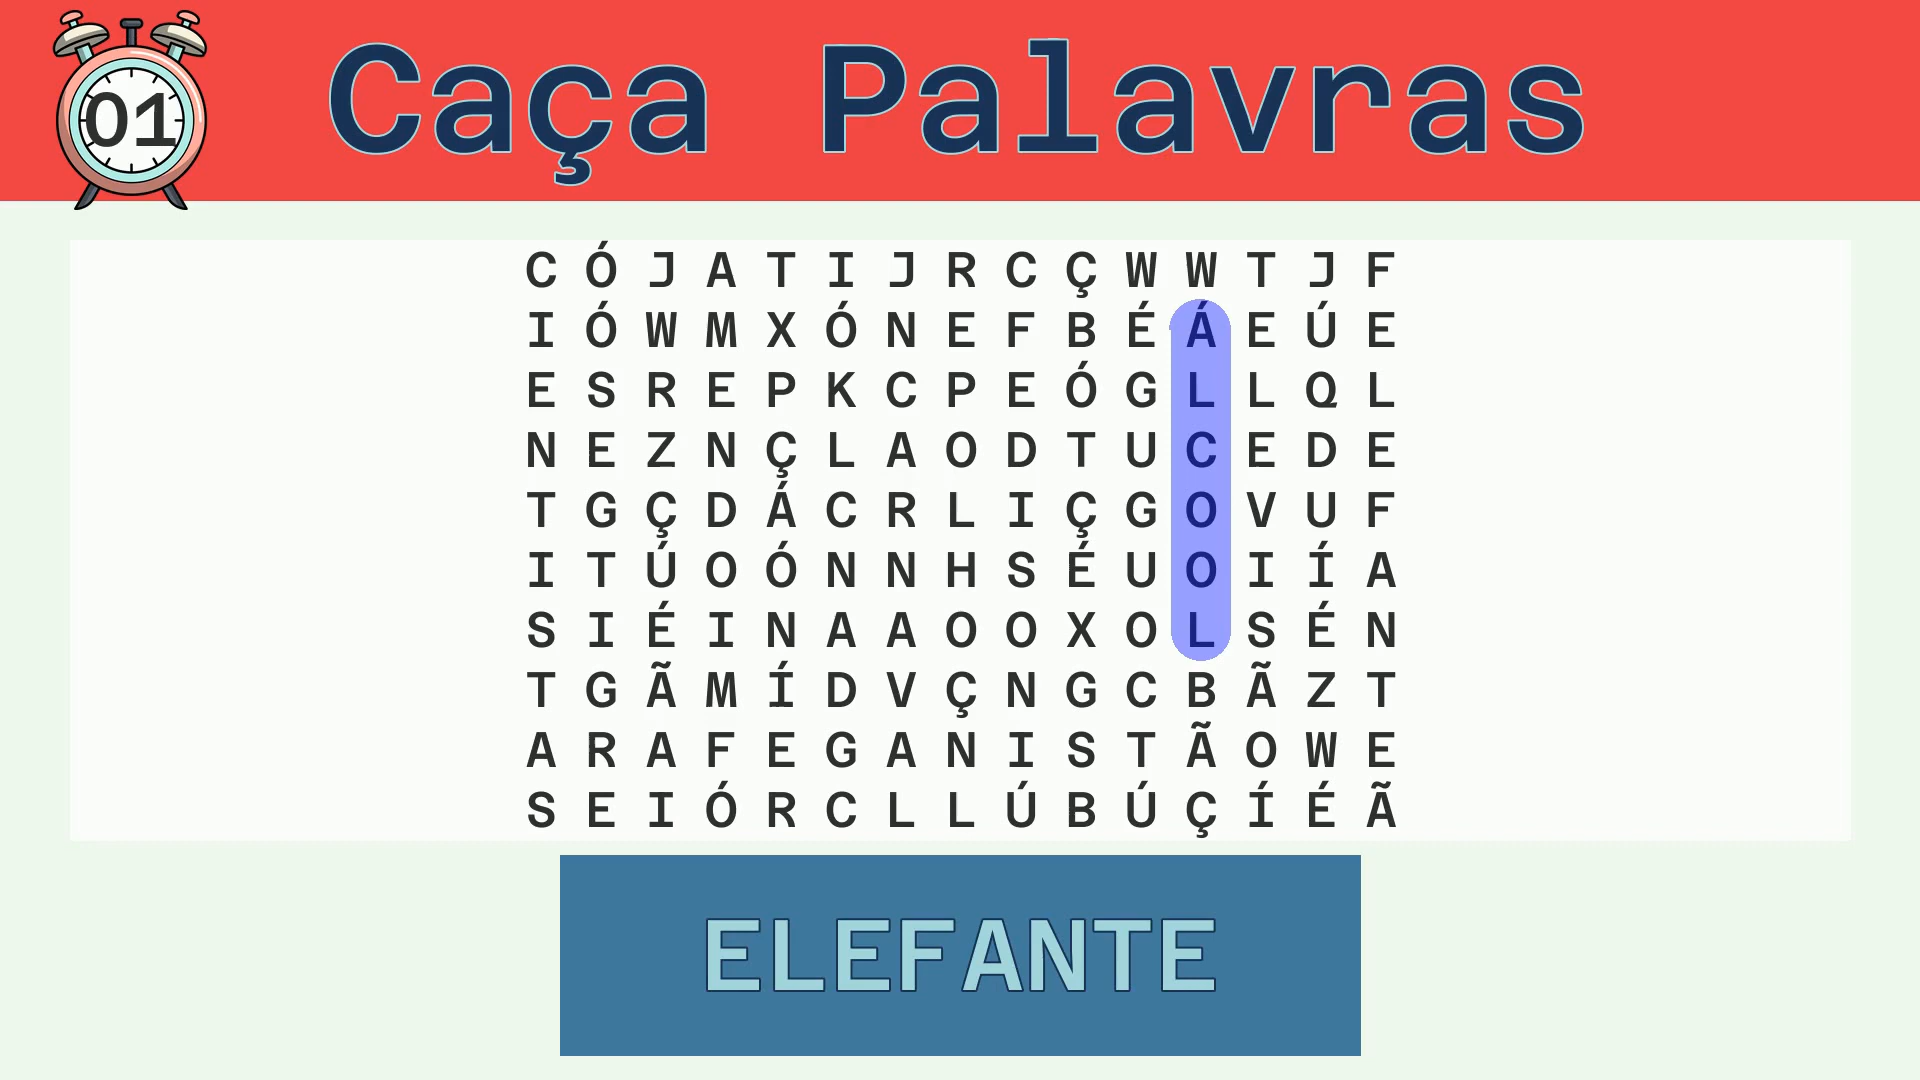 01
Caça Palavras
C Ó J A T I J R C Ç W W T J F
I Ó W M X Ó N E F B É Á E Ú E
E S R E P K C P E Ó G L L Q L
N E Z N Ç L A O D T U C E D E
T G Ç D Á C R L I Ç G O V U F
I T Ú O Ó N N H S É U O I Í A
S I É I N A A O O X O L S É N
T G Ã M Í D V Ç N G C B Ã Z T
A R A F E G A N I S T Ã O W E
S E I Ó R C L L Ú B Ú Ç Í É Ã
ELEFANTE